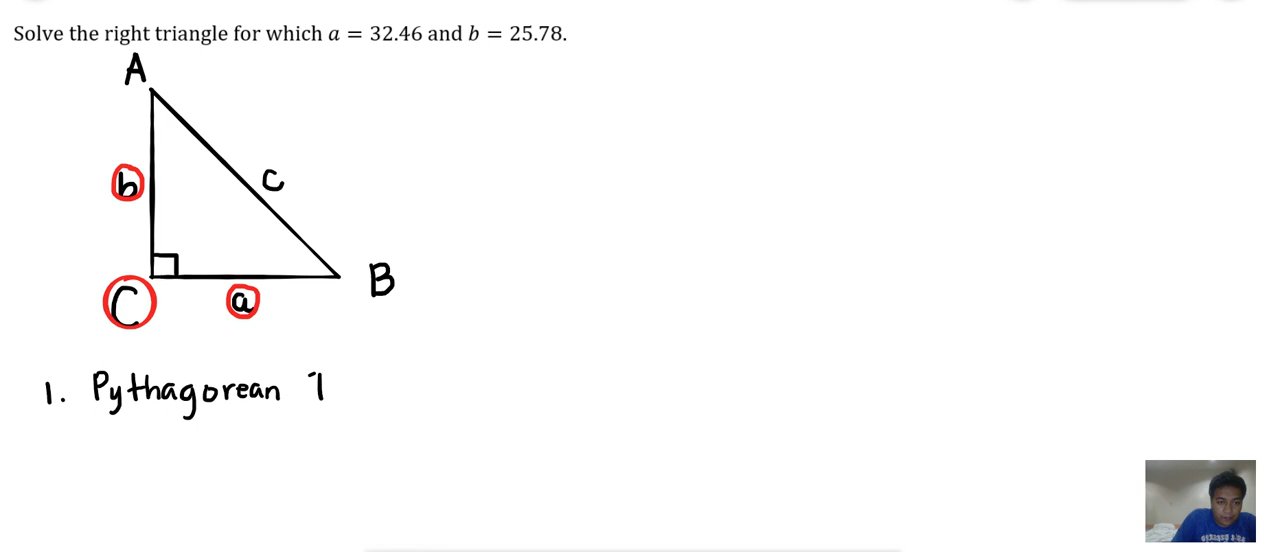 Solve the right triangle for which a = 32.46 and b = 25.78.
A
b
c
B
C
a
1. Pythagorean